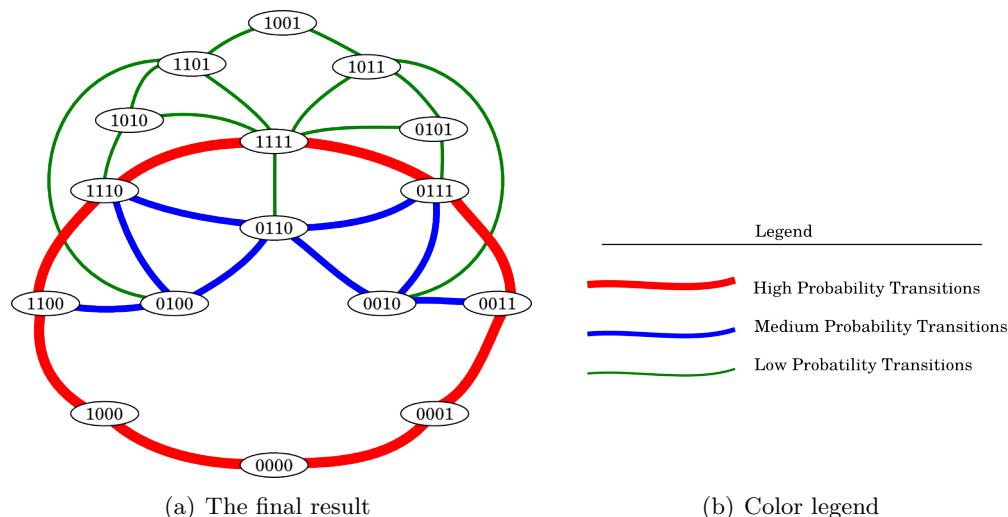 1001
1101
1011
1010
0101
1111
1110
0111
0110
1100
0100
0010
0011
1000
0001
0000
(a) The final result
Legend
High Probability Transitions
Medium Probability Transitions
Low Probatility Transitions
(b) Color legend